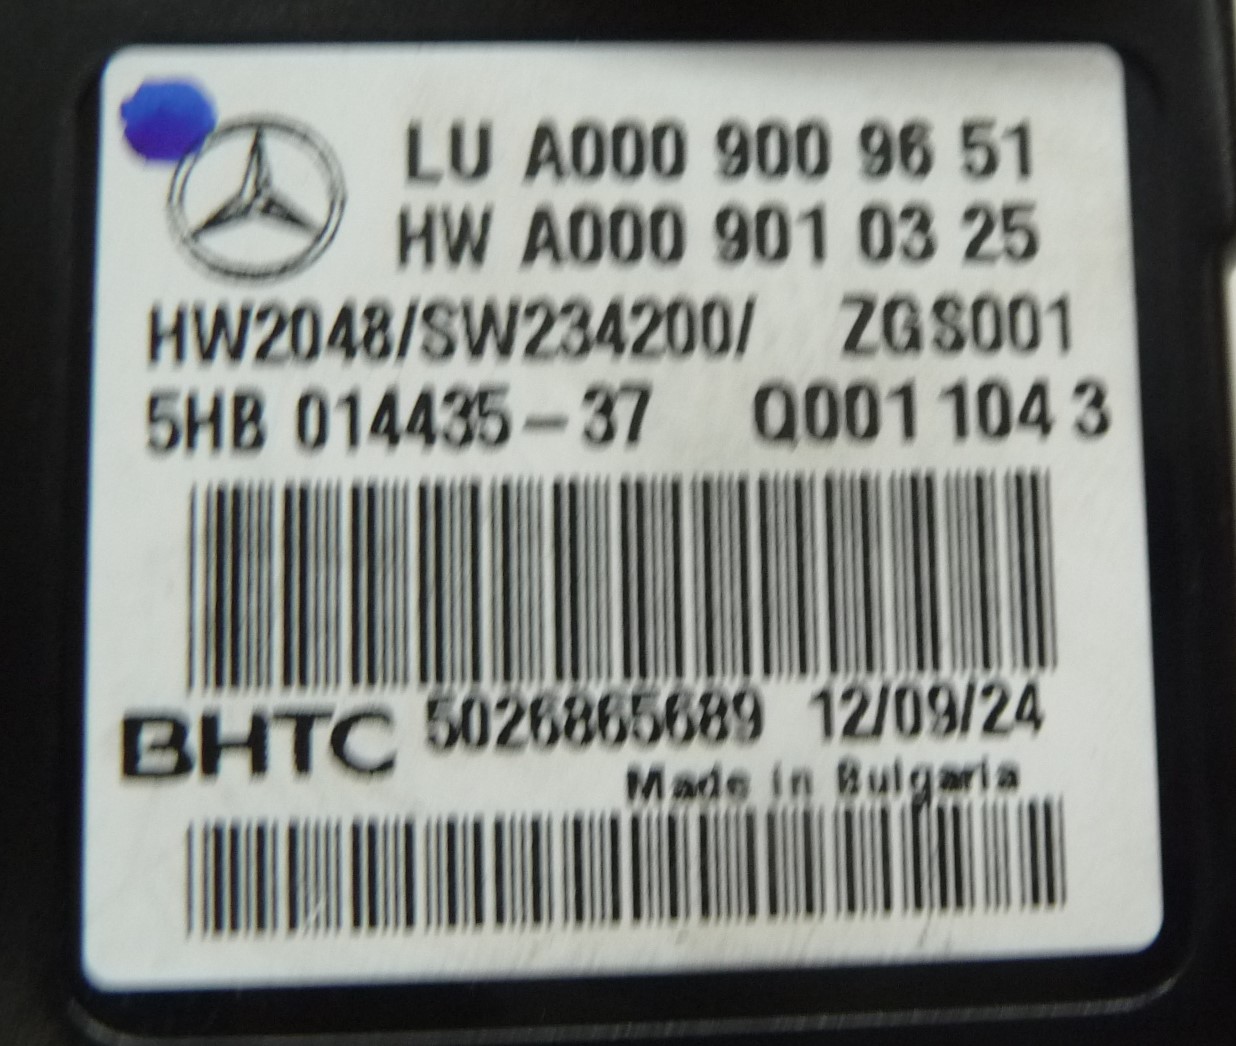 LU A000 900 96 51
HW A000 901 03 25
HW2048/SW234200/ ZGS001
5HB 014435-37 Q001 104 3
BHTC 5026865689 12/09/24
Made in Bulgaria